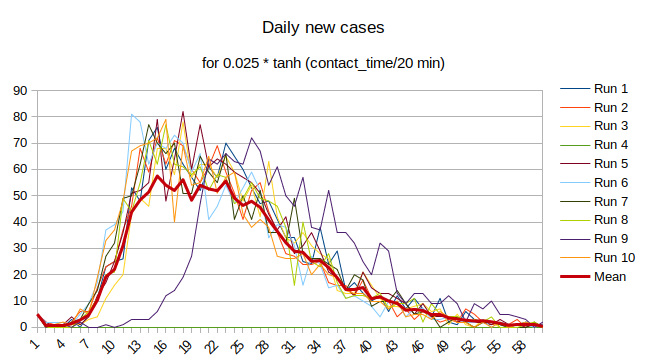 Daily new cases
for 0.025 * tanh (contact_time/20 min)
90
80
70
60
50
40
30
20
10
0
1
4
7
10
13
16
19
22
25
28
31
34
37
40
43
46
49
52
55
58
Run 1
Run 2
Run 3
Run 4
Run 5
Run 6
Run 7
Run 8
Run 9
Run 10
Mean